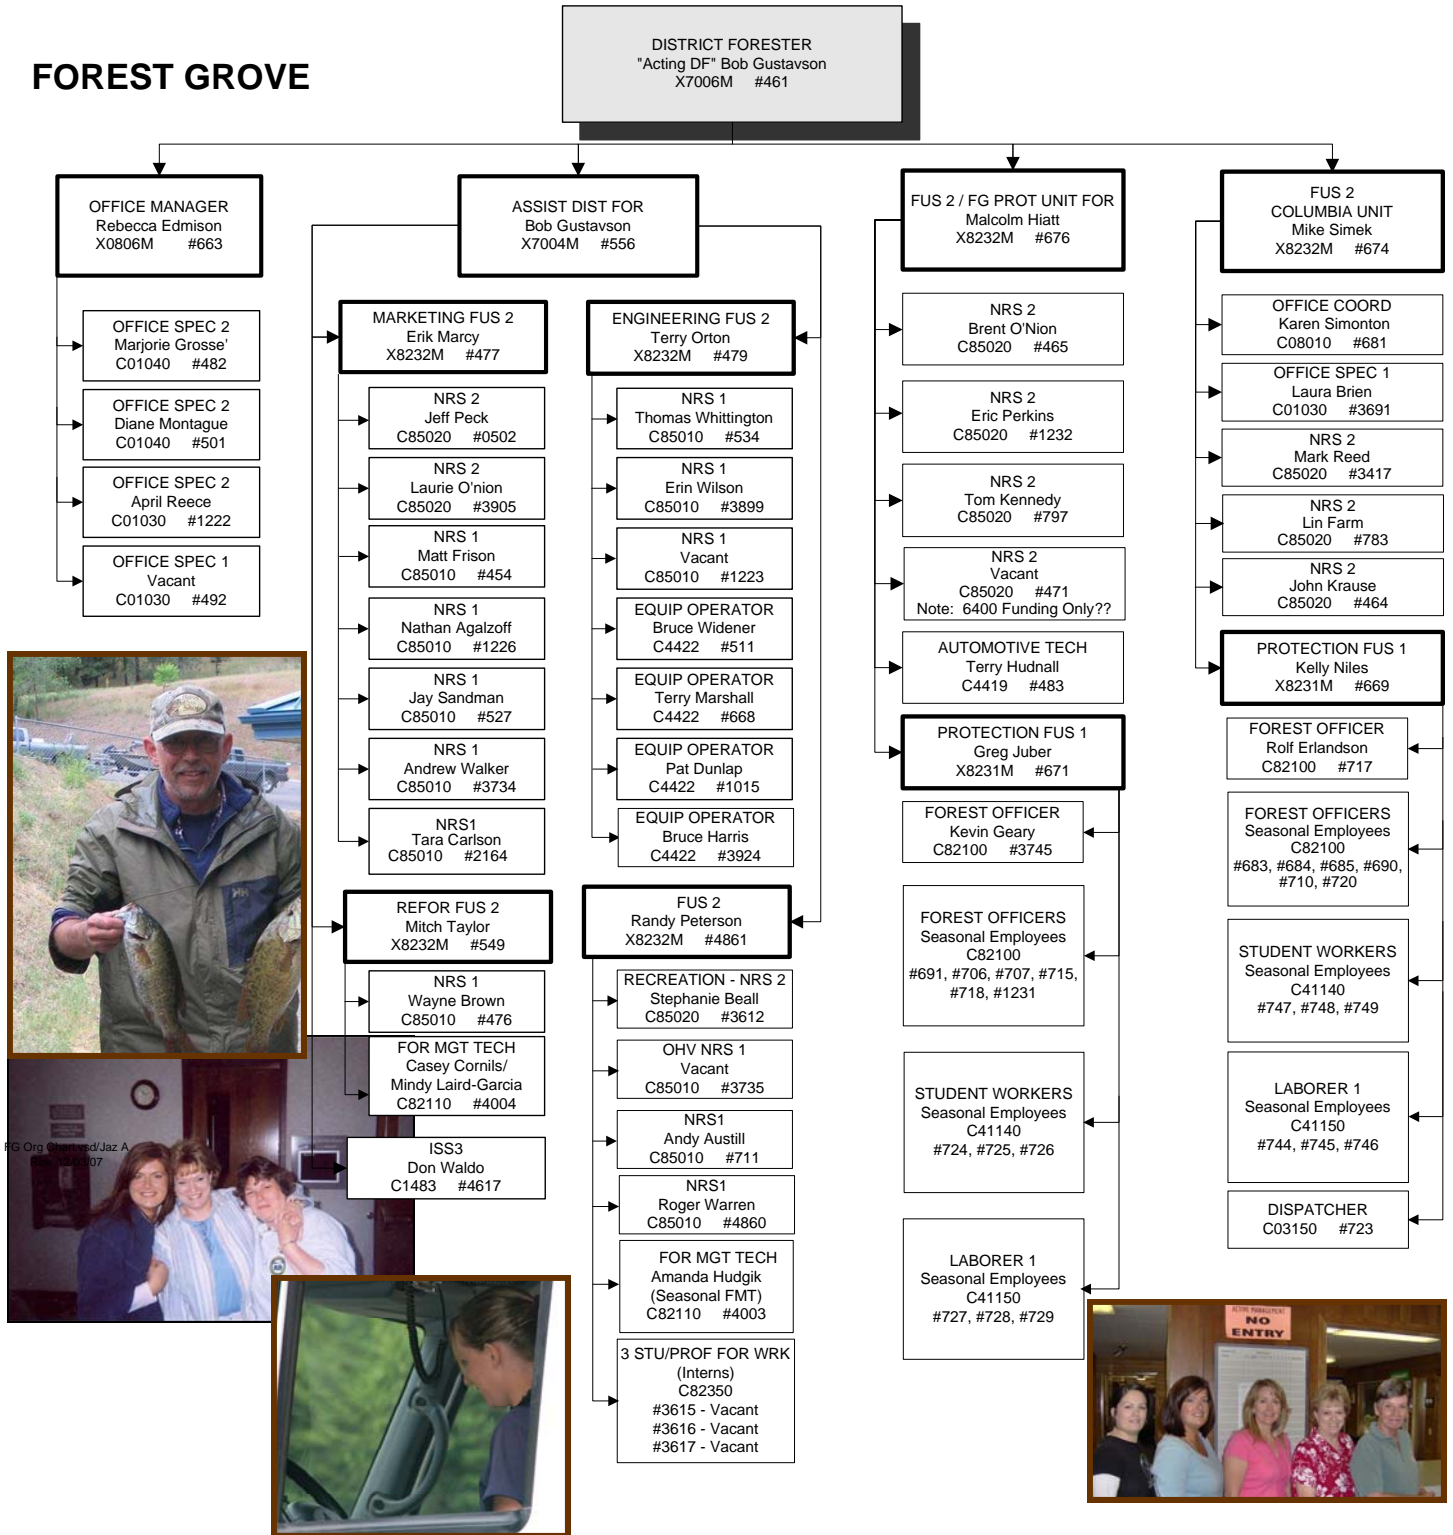 FOREST GROVE
DISTRICT FORESTER
"Acting DF" Bob Gustavson
X7006M #461
OFFICE MANAGER
Rebecca Edmison
X0806M #663
OFFICE SPEC 2
Marjorie Grosse'
C01040 #482
OFFICE SPEC 2
Diane Montague
C01040 #501
OFFICE SPEC 2
April Reece
C01030 #1222
OFFICE SPEC 1
Vacant
C01030 #492
ASSIST DIST FOR
Bob Gustavson
X7004M #556
MARKETING FUS 2
Erik Marcy
X8232M #477
NRS 2
Jeff Peck
C85020 #0502
NRS 2
Laurie O'nion
C85020 #3905
NRS 1
Matt Frison
C85010 #454
NRS 1
Nathan Agalzoff
C85010 #1226
NRS 1
Jay Sandman
C85010 #527
NRS 1
Andrew Walker
C85010 #3734
NRS1
Tara Carlson
C85010 #2164
REFOR FUS 2
Mitch Taylor
X8232M #549
NRS 1
Wayne Brown
C85010 #476
FOR MGT TECH
Casey Cornils/
Mindy Laird-Garcia
C82110 #4004
ISS3
Don Waldo
C1483 #4617
ENGINEERING FUS 2
Terry Orton
X8232M #479
NRS 1
Thomas Whittington
C85010 #534
NRS 1
Erin Wilson
C85010 #3899
NRS 1
Vacant
C85010 #1223
EQUIP OPERATOR
Bruce Widener
C4422 #511
EQUIP OPERATOR
Terry Marshall
C4422 #668
EQUIP OPERATOR
Pat Dunlap
C4422 #1015
EQUIP OPERATOR
Bruce Harris
C4422 #3924
FUS 2
Randy Peterson
X8232M #4861
RECREATION - NRS 2
Stephanie Beall
C85020 #3612
OHV NRS 1
Vacant
C85010 #3735
NRS1
Andy Austill
C85010 #711
NRS1
Roger Warren
C85010 #4860
FOR MGT TECH
Amanda Hudgik
(Seasonal FMT)
C82110 #4003
3 STU/PROF FOR WRK
(Interns)
C82350
#3615 - Vacant
#3616 - Vacant
#3617 - Vacant
FUS 2 / FG PROT UNIT FOR
Malcolm Hiatt
X8232M #676
NRS 2
Brent O'Nion
C85020 #465
NRS 2
Eric Perkins
C85020 #1232
NRS 2
Tom Kennedy
C85020 #797
NRS 2
Vacant
C85020 #471
Note: 6400 Funding Only??
AUTOMOTIVE TECH
Terry Hudnall
C4419 #483
PROTECTION FUS 1
Greg Juber
X8231M #671
FOREST OFFICER
Kevin Geary
C82100 #3745
FOREST OFFICERS
Seasonal Employees
C82100
#691, #706, #707, #715,
#718, #1231
STUDENT WORKERS
Seasonal Employees
C41140
#724, #725, #726
LABORER 1
Seasonal Employees
C41150
#727, #728, #729
FUS 2
COLUMBIA UNIT
Mike Simek
X8232M #674
OFFICE COORD
Karen Simonton
C08010 #681
OFFICE SPEC 1
Laura Brien
C01030 #3691
NRS 2
Mark Reed
C85020 #3417
NRS 2
Lin Farm
C85020 #783
NRS 2
John Krause
C85020 #464
PROTECTION FUS 1
Kelly Niles
X8231M #669
FOREST OFFICER
Rolf Erlandson
C82100 #717
FOREST OFFICERS
Seasonal Employees
C82100
#683, #684, #685, #690,
#710, #720
STUDENT WORKERS
Seasonal Employees
C41140
#747, #748, #749
LABORER 1
Seasonal Employees
C41150
#744, #745, #746
DISPATCHER
C03150 #723
FG Org Chart.vsd/Jaz A
ACTIVE MANAGEMENT
NO
ENTRY